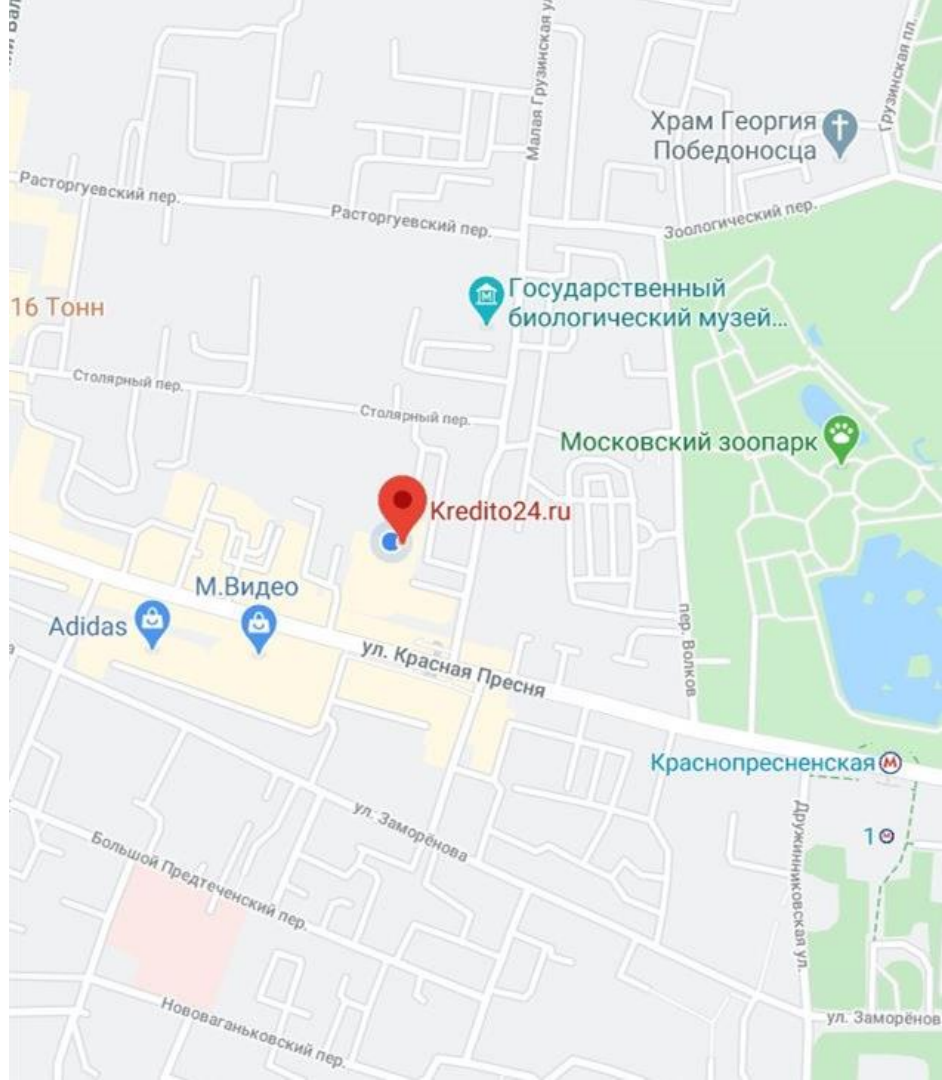 Малая Грузинская
Грузинская пл.
Храм Георгия
Победоносца
Расторгуевский пер.
Расторгуевский пер.
Зоологический пер.
Государственный
биологический музей...
16 Тонн
Столярный пер.
Столярный пер.
Московский зоопарк
Kredito24.ru
М.Видео
Adidas
ул. Красная Пресня
пер. Волков
Краснопресненская М
1
ул. Заморёнова
Дружинниковская ул.
Большой Предтеченский пер.
Нововаганьковский пер.
ул. Заморёнов